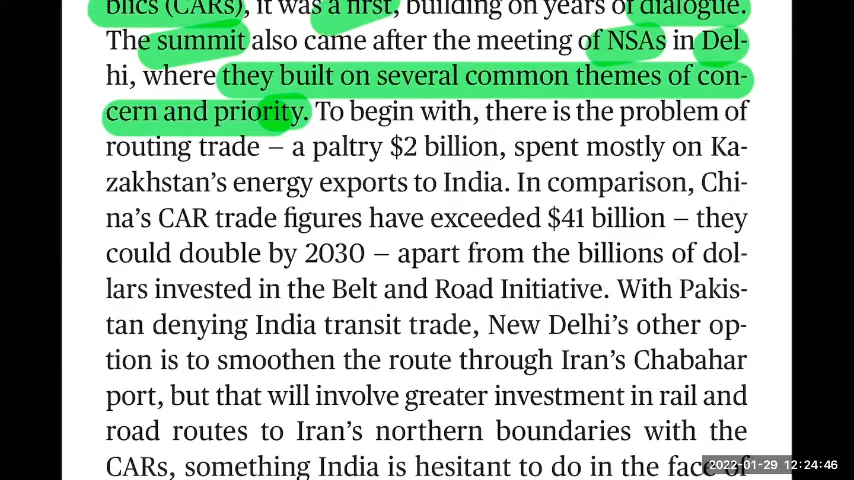 blics (CARs), it was a first, building on years of dialogue.
The summit also came after the meeting of NSAs in Del-
hi, where they built on several common themes of con-
cern and priority. To begin with, there is the problem of
routing trade – a paltry $2 billion, spent mostly on Ka-
zakhstan's energy exports to India. In comparison, Chi-
na's CAR trade figures have exceeded $41 billion – they
could double by 2030 – apart from the billions of dol-
lars invested in the Belt and Road Initiative. With Pakis-
tan denying India transit trade, New Delhi's other op-
tion is to smoothen the route through Iran's Chabahar
port, but that will involve greater investment in rail and
road routes to Iran's northern boundaries with the
CARs, something India is hesitant to do in the face of
2022-01-29 12:24:46